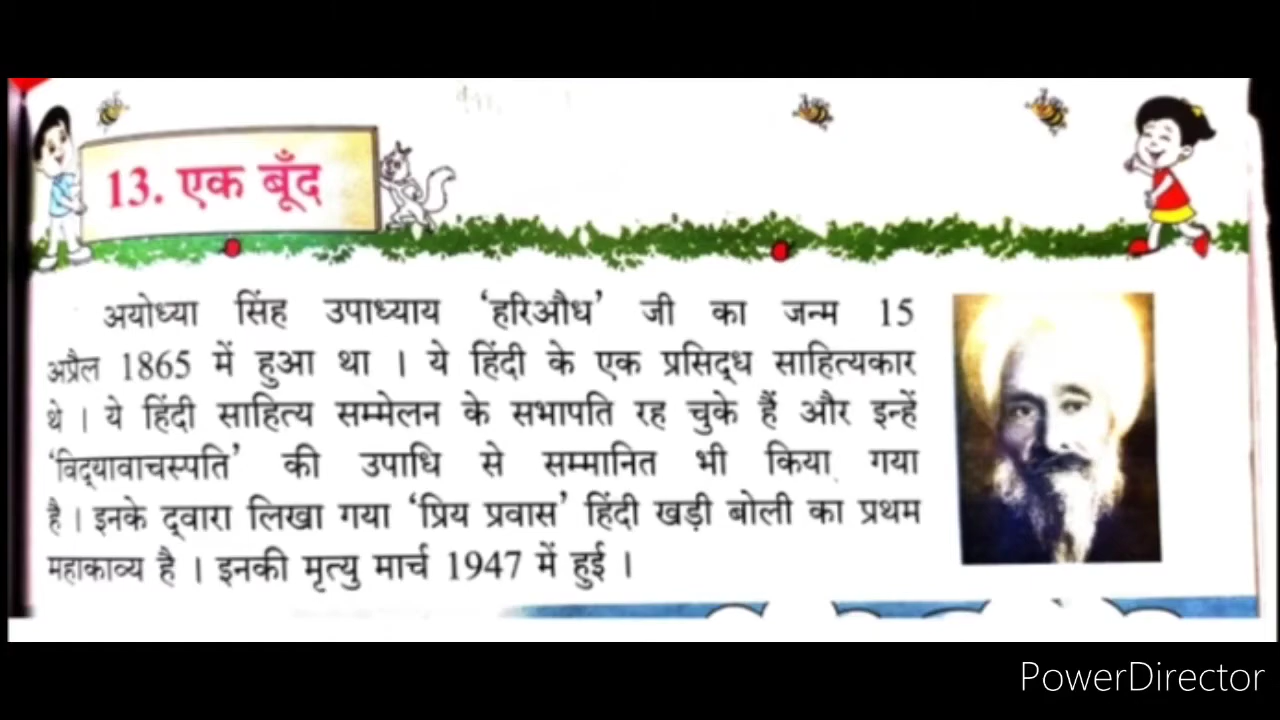 13. एक बूँद
अयोध्या सिंह उपाध्याय ‘हरिऔध’ जी का जन्म 15
अप्रैल 1865 में हुआ था । ये हिंदी के एक प्रसिद्ध साहित्यकार
थे । ये हिंदी साहित्य सम्मेलन के सभापति रह चुके हैं और इन्हें
‘विद्यावाचस्पति’ की उपाधि से सम्मानित भी किया गया
है । इनके द्वारा लिखा गया ‘प्रिय प्रवास’ हिंदी खड़ी बोली का प्रथम
महाकाव्य है । इनकी मृत्यु मार्च 1947 में हुई ।
PowerDirector